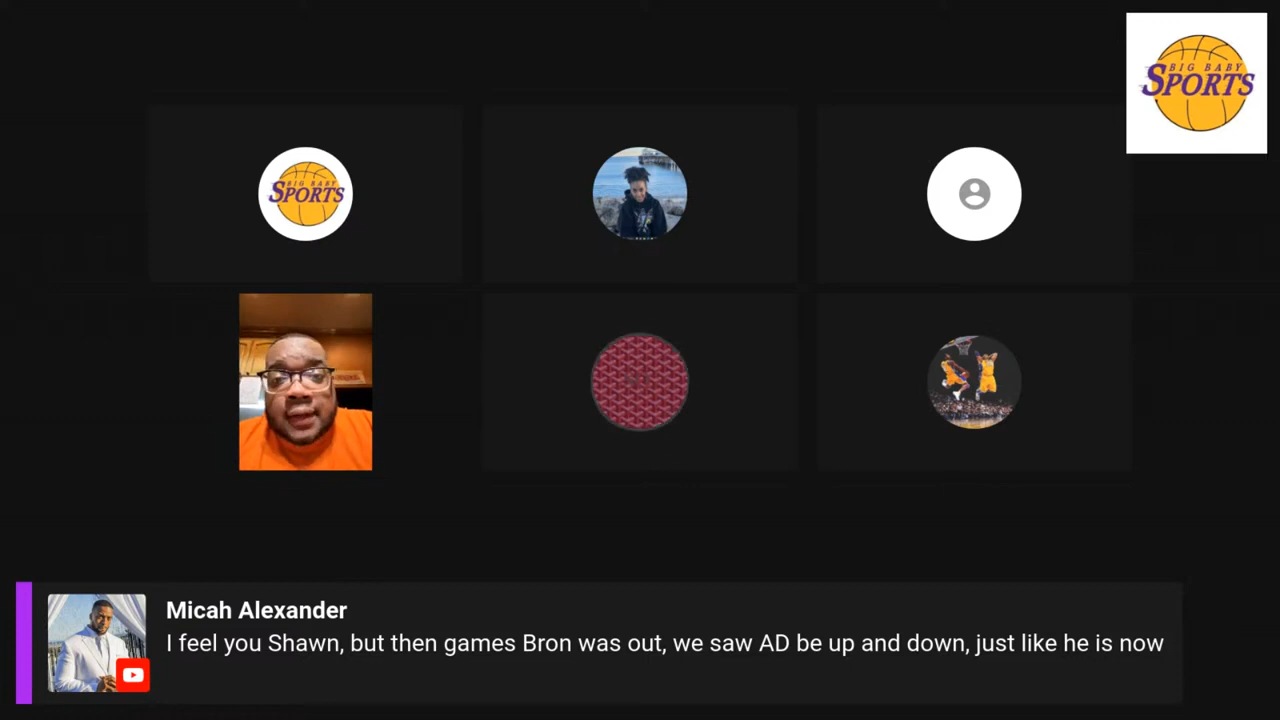 BIG BABY
SPORTS
BIG BABY
SPORTS
Micah Alexander
I feel you Shawn, but then games Bron was out, we saw AD be up and down, just like he is now